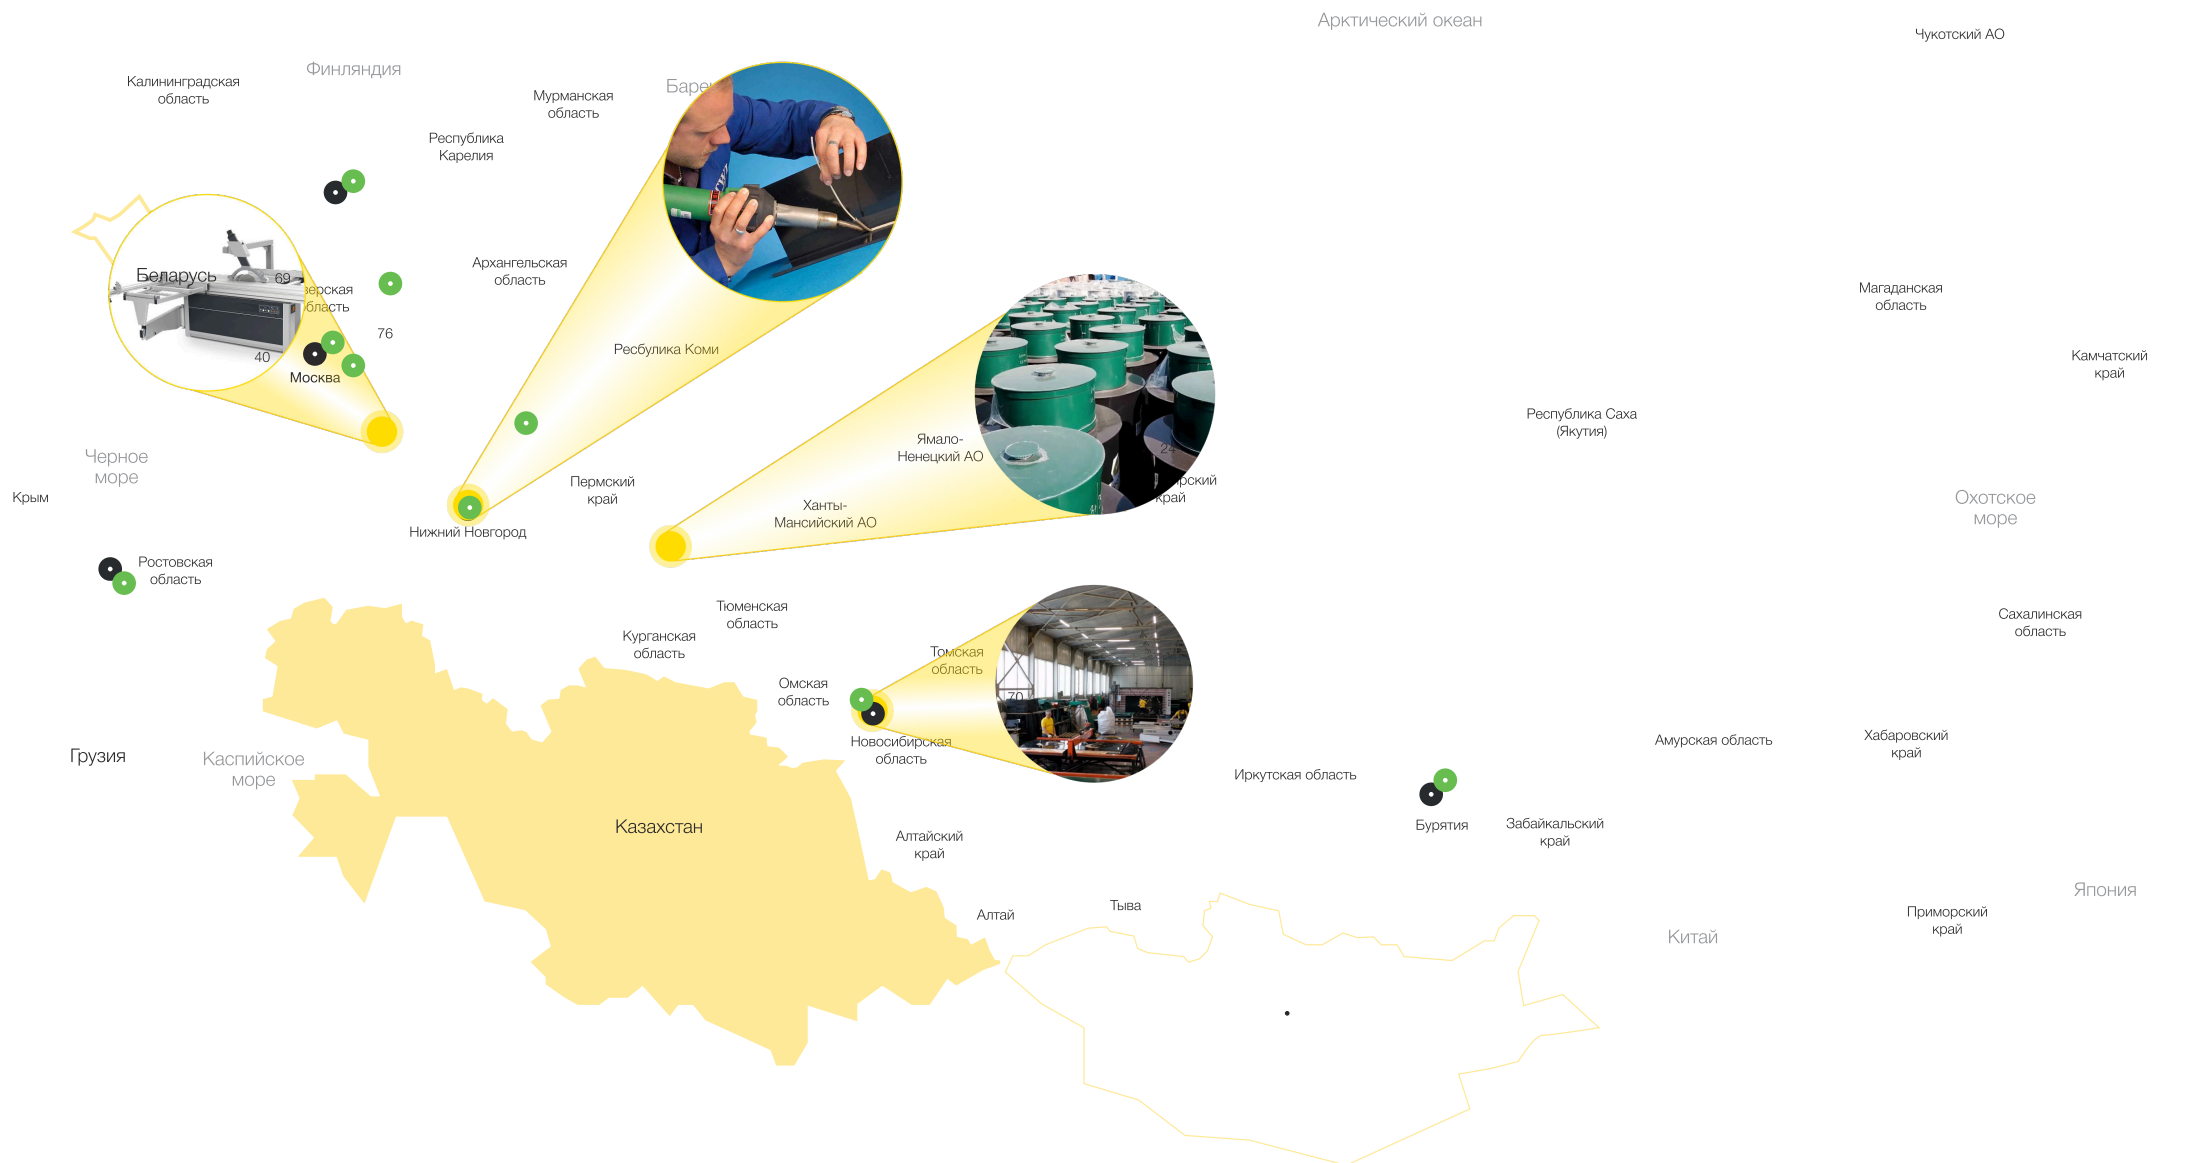 Арктический океан
Чукотский АО
Финляндия
Калининградская
область
Мурманская
область
Республика
Карелия
Архангельская
область
Беларусь
69
область
76
40
Москва
Ресбулика Коми
Магаданская
область
Камчатский
край
Республика Саха
(Якутия)
Черное
море
Крым
Ямало-
Ненецкий АО
24
край
Пермский
край
Ханты-
Мансийский АО
Нижний Новгород
Охотское
море
Ростовская
область
Тюменская
область
Курганская
область
Томская
область
Сахалинская
область
Омская
область
70
Новосибирская
область
Грузия
Каспийское
море
Иркутская область
Амурская область
Хабаровский
край
Казахстан
Алтайский
край
Бурятия
Забайкальский
край
Алтай
Тыва
Китай
Япония
Приморский
край